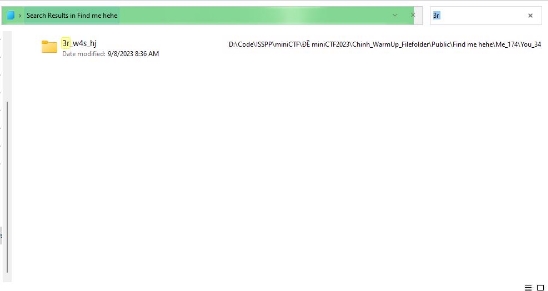 Search Results in Find me hehe
3r
3r_w4s_hj
D:\Code\ISSPP\miniCTF\ĐỀ miniCTF2023\Chinh_WarmUp_Filefolder\Public\Find me hehe\Me_174\You_34
Date modified: 9/8/2023 8:36 AM